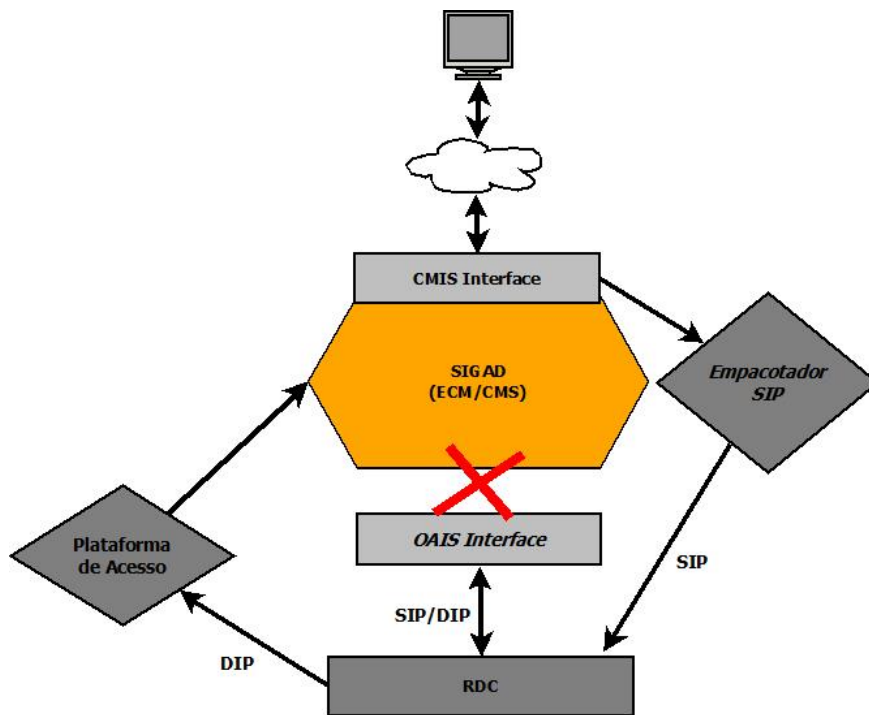 CMIS Interface
SIGAD
(ECM/CMS)
Empacotador
SIP
Plataforma
de Acesso
OAIS Interface
SIP
SIP/DIP
DIP
RDC